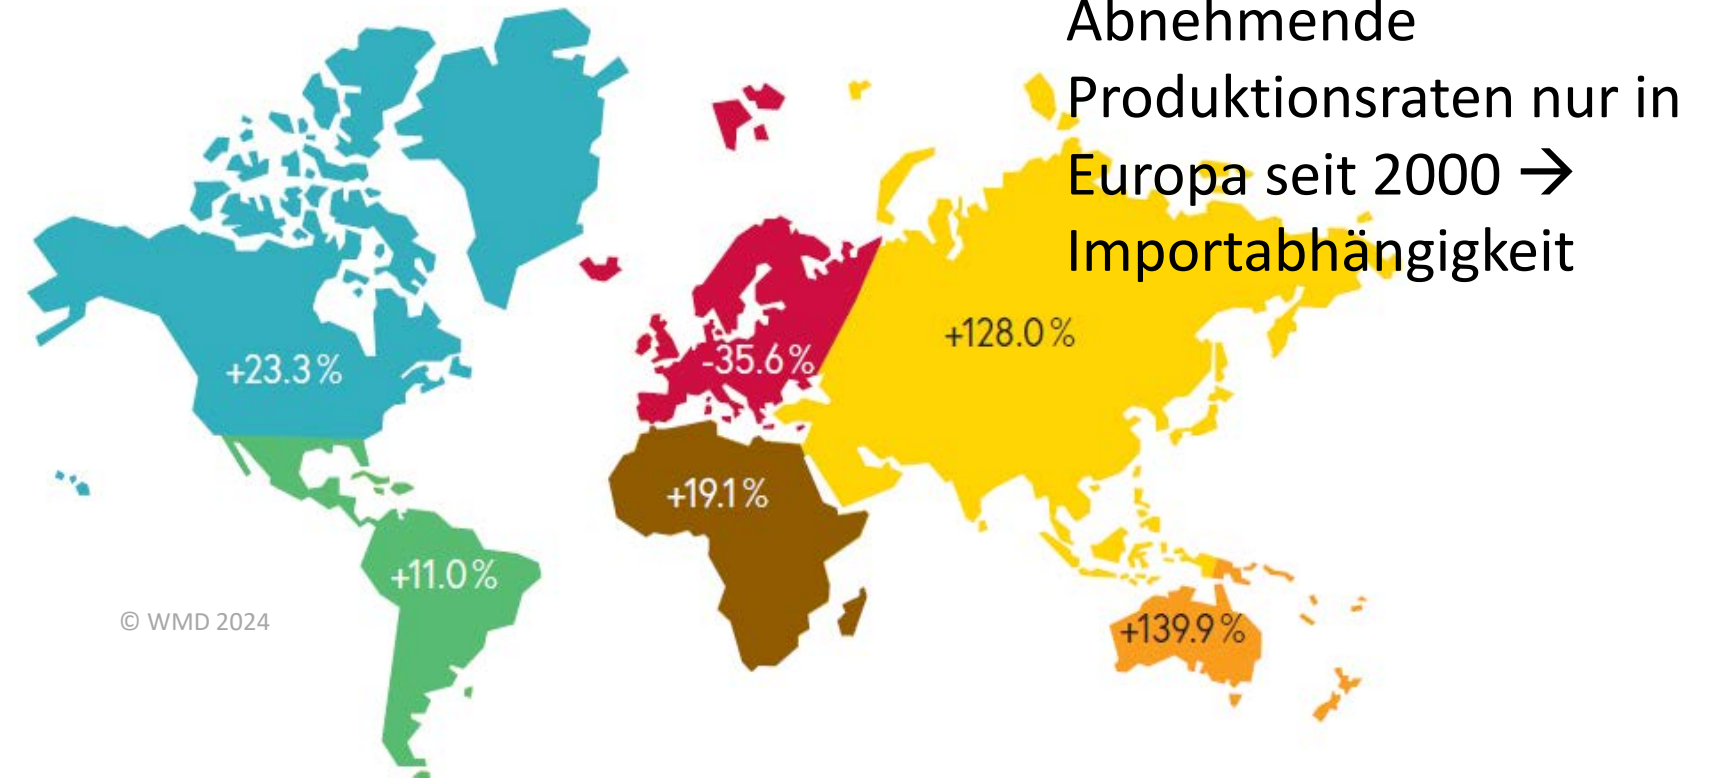 Abnehmende
Produktionsraten nur in
Europa seit 2000 →
Importabhängigkeit
+128.0 %
-35.6 %
+23.3 %
+19.1 %
+11.0 %
© WMD 2024
+139.9 %